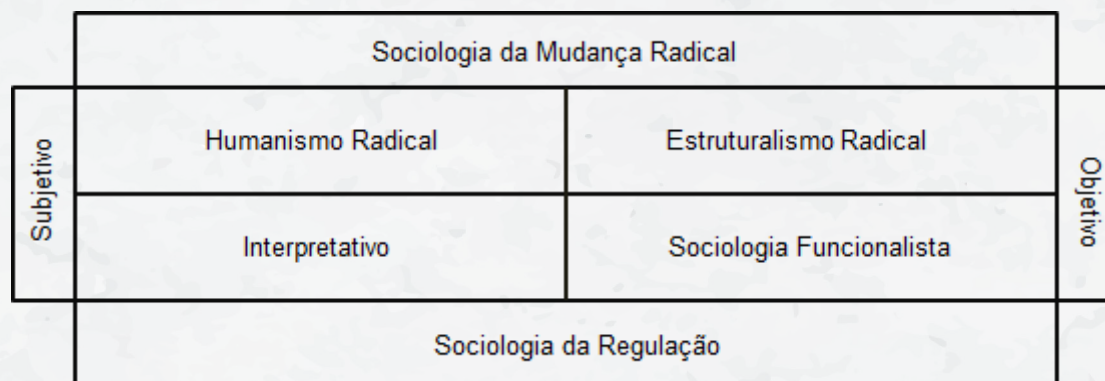 Sociologia da Mudança Radical
Subjetivo
Humanismo Radical
Estruturalismo Radical
Objetivo
Interpretativo
Sociologia Funcionalista
Sociologia da Regulação